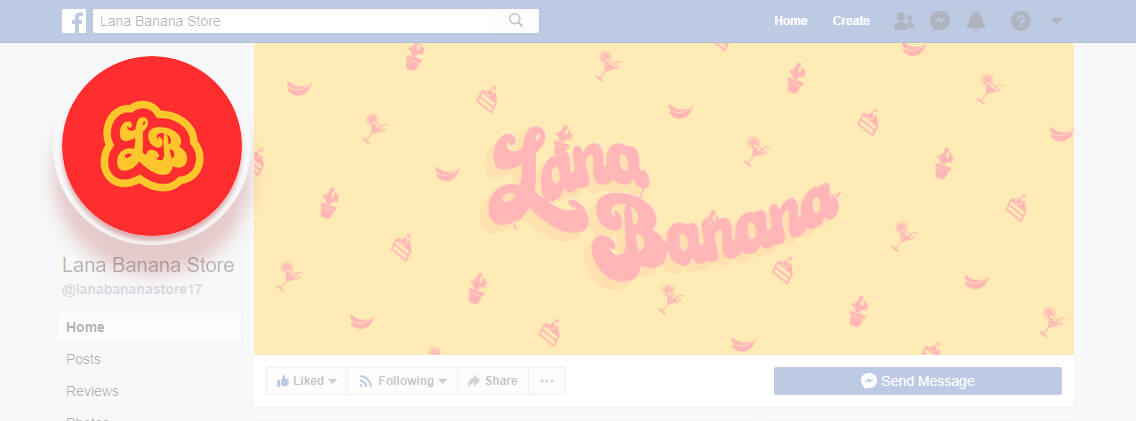 Lana Banana Store
Home
Create
LB
Lana
Banana
Lana Banana Store
@lanabananastore17
Home
Posts
Reviews
Photos
Liked
Following
Share
Send Message